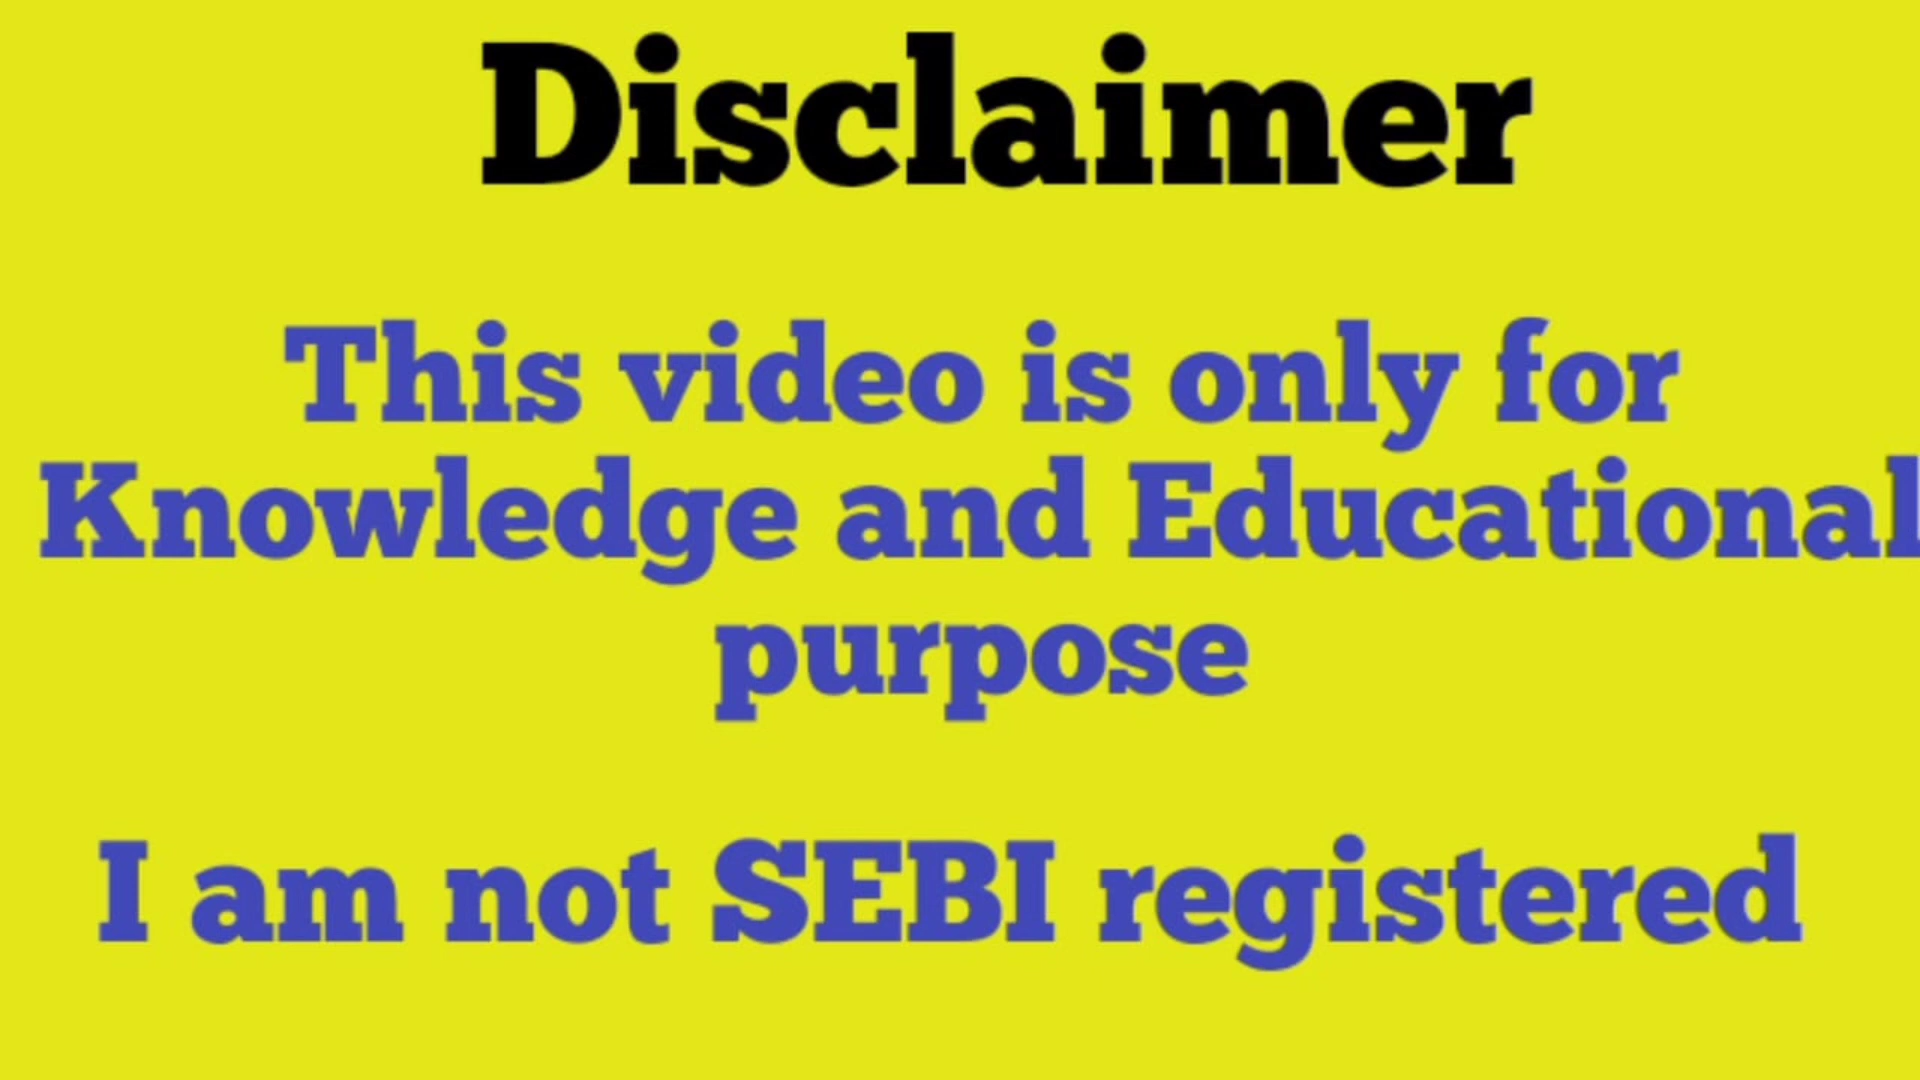 Disclaimer
This video is only for
Knowledge and Educational
purpose
I am not SEBI registered